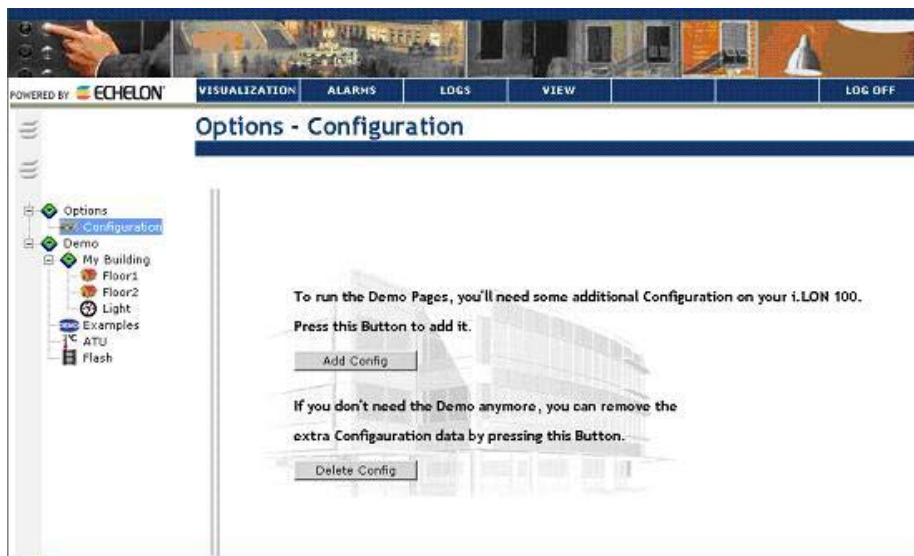 POWERED BY ECHELON
VISUALIZATION ALARMS LOGS VIEW LOG OFF
Options - Configuration
Options
Configuration
Demo
My Building
Floor1
Floor2
Light
DEMO Examples
°C ATU
Flash
To run the Demo Pages, you'll need some additional Configuration on your i.LON 100.
Press this Button to add it.
Add Config
If you don't need the Demo anymore, you can remove the
extra Configauration data by pressing this Button.
Delete Config